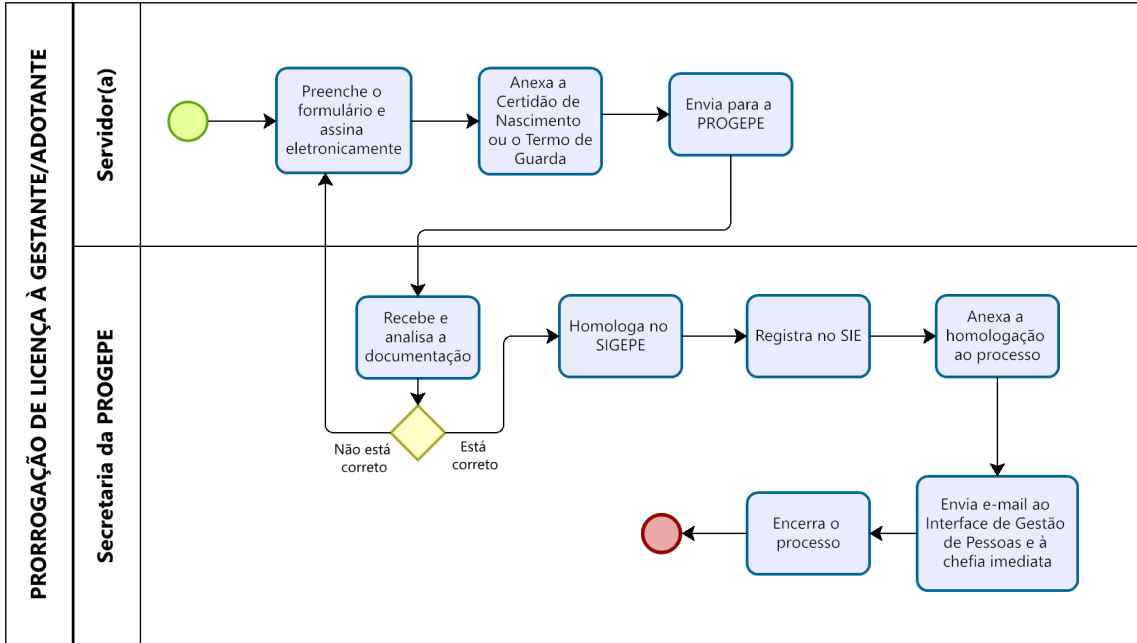 PRORROGAÇÃO DE LICENÇA À GESTANTE/ADOTANTE
Servidor(a)
Preenche o
formulário e
assina
eletronicamente
Anexa a
Certidão de
Nascimento
ou o Termo de
Guarda
Envia para a
PROGEPE
Secretaria da PROGEPE
Recebe e
analisa a
documentação
Não está
correto
Está
correto
Homologa no
SIGEPE
Registra no SIE
Anexa a
homologação
ao processo
Envia e-mail ao
Interface de Gestão
de Pessoas e à
chefia imediata
Encerra o
processo